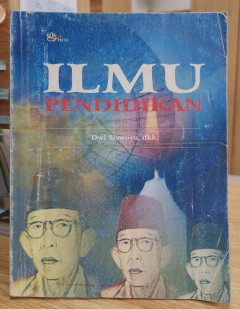 ILMU
PENDIDIKAN
Dwi Siswoyo, dkk.